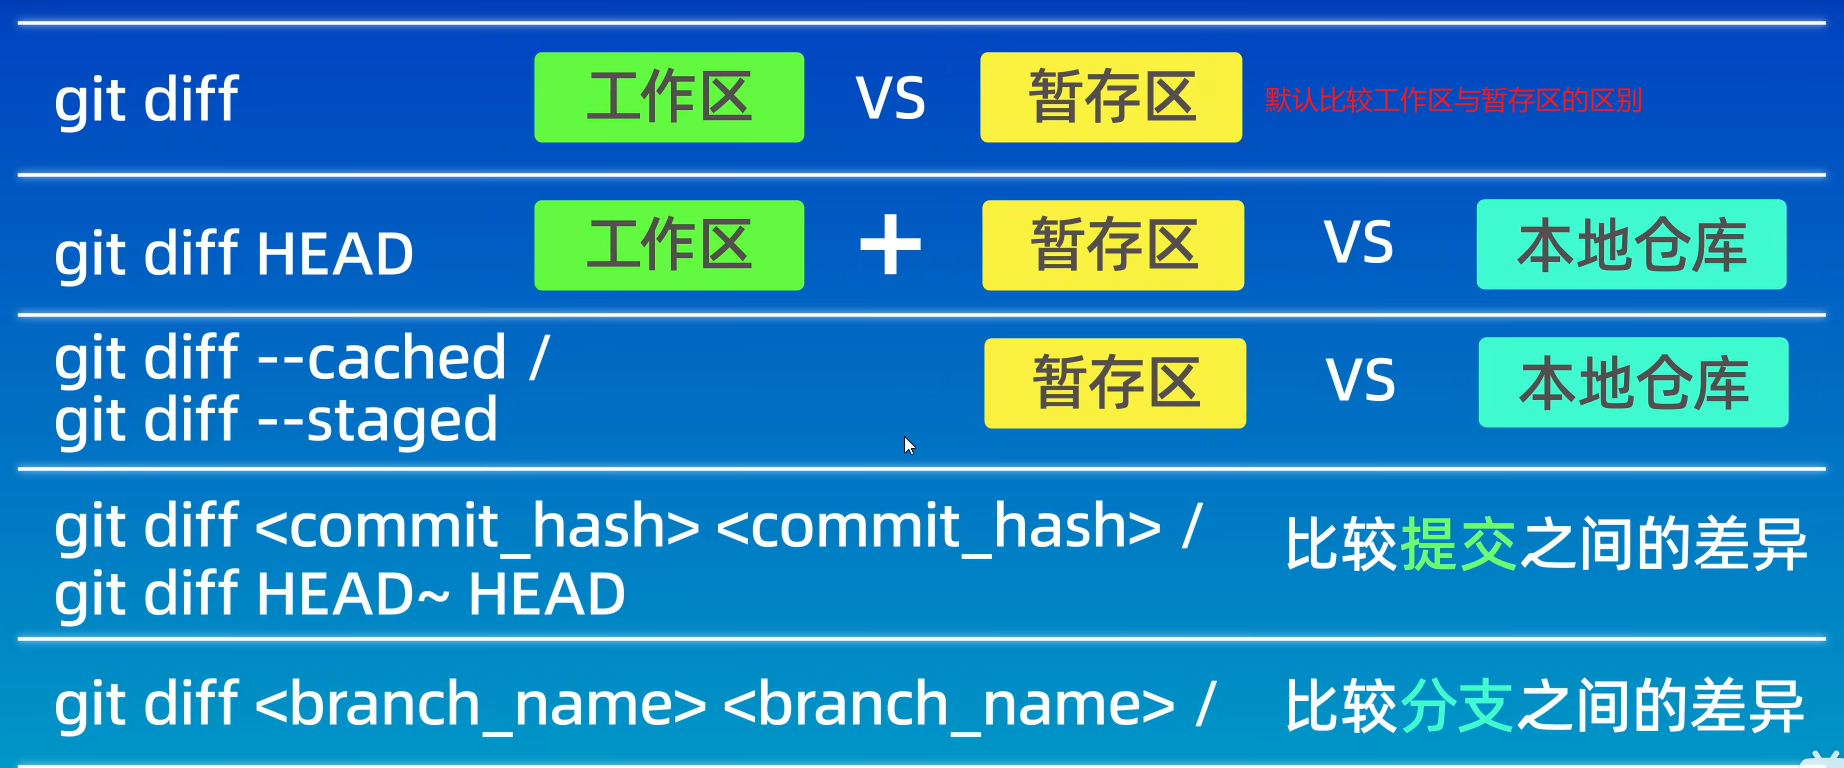 git diff 工作区 VS 暂存区 默认比较工作区与暂存区的区别
git diff HEAD 工作区 + 暂存区 VS 本地仓库
git diff --cached /
git diff --staged
暂存区 VS 本地仓库
git diff <commit_hash> <commit_hash> /
git diff HEAD~ HEAD
比较提交之间的差异
git diff <branch_name> <branch_name> / 比较分支之间的差异